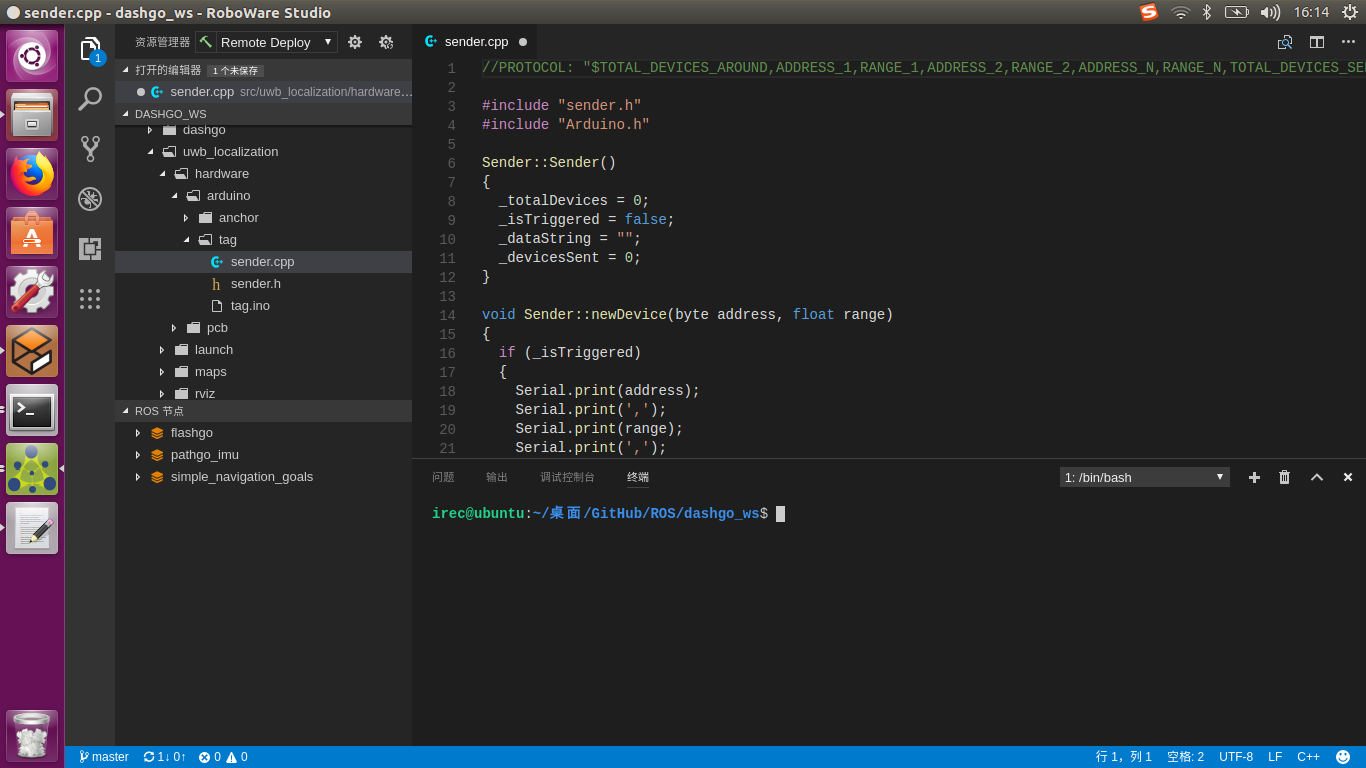 sender.cpp - dashgo_ws - RoboWare Studio
16:14
资源管理器 Remote Deploy
1
打开的编辑器 1 个未保存
sender.cpp src/uwb_localization/hardware...
DASHGO_WS
dashgo
uwb_localization
hardware
arduino
anchor
tag
sender.cpp
sender.h
tag.ino
pcb
launch
maps
rviz
ROS 节点
flashgo
pathgo_imu
simple_navigation_goals
sender.cpp
1 //PROTOCOL: "$TOTAL_DEVICES_AROUND,ADDRESS_1,RANGE_1,ADDRESS_2,RANGE_2,ADDRESS_N,RANGE_N,TOTAL_DEVICES_SE
2
3 #include "sender.h"
4 #include "Arduino.h"
5
6 Sender::Sender()
7 {
8 _totalDevices = 0;
9 _isTriggered = false;
10 _dataString = "";
11 _devicesSent = 0;
12 }
13
14 void Sender::newDevice(byte address, float range)
15 {
16 if (_isTriggered)
17 {
18 Serial.print(address);
19 Serial.print(',');
20 Serial.print(range);
21 Serial.print(',');
问题 输出 调试控制台 终端 1: /bin/bash
irec@ubuntu:~/桌面/GitHub/ROS/dashgo_ws$
master 1↓ 0↑ 0 0 行 1，列 1 空格: 2 UTF-8 LF C++